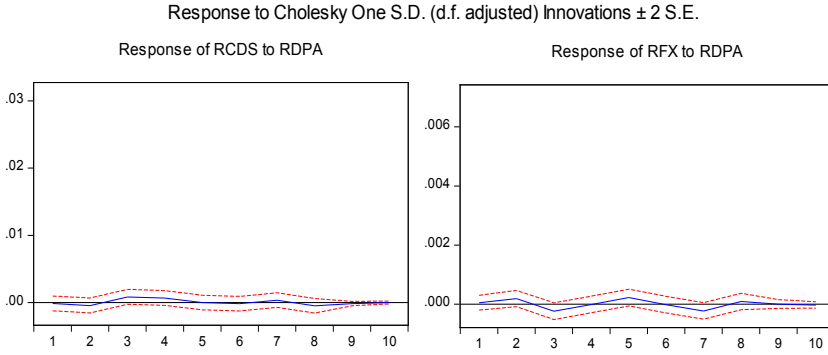 Response to Cholesky One S.D. (d.f. adjusted) Innovations ± 2 S.E.
Response of RCDS to RDPA
.03
.02
.01
.00
1 2 3 4 5 6 7 8 9 10
Response of RFX to RDPA
.006
.004
.002
.000
1 2 3 4 5 6 7 8 9 10